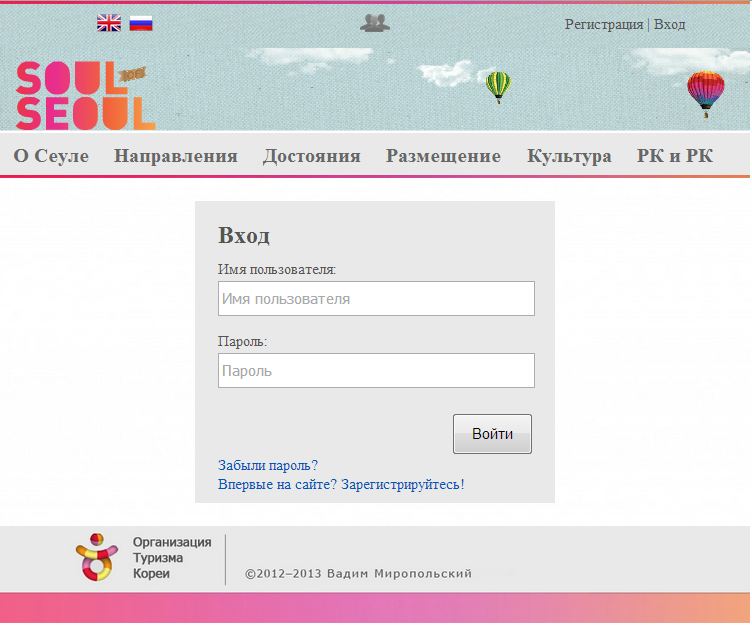 Регистрация | Вход
SOUL
SEOUL
О Сеуле Направления Достояния Размещение Культура РК и РК
Вход
Имя пользователя:
Имя пользователя
Пароль:
Пароль
Войти
Забыли пароль?
Впервые на сайте? Зарегистрируйтесь!
Организация
Туризма
Кореи
©2012–2013 Вадим Миропольский